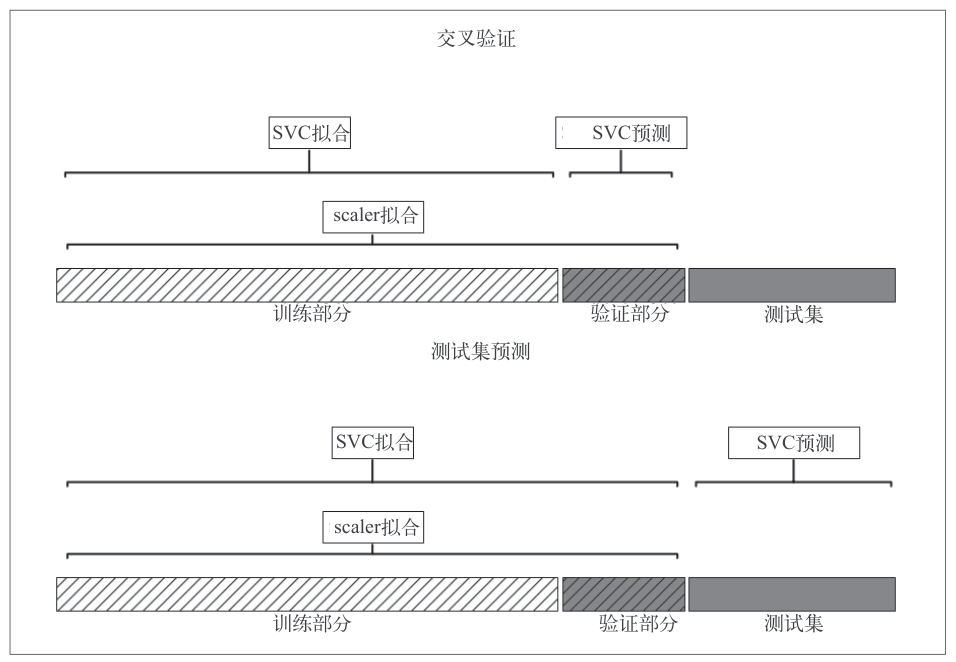 交叉验证
SVC拟合
SVC预测
scaler拟合
训练部分
验证部分
测试集
测试集预测
SVC拟合
SVC预测
scaler拟合
训练部分
验证部分
测试集